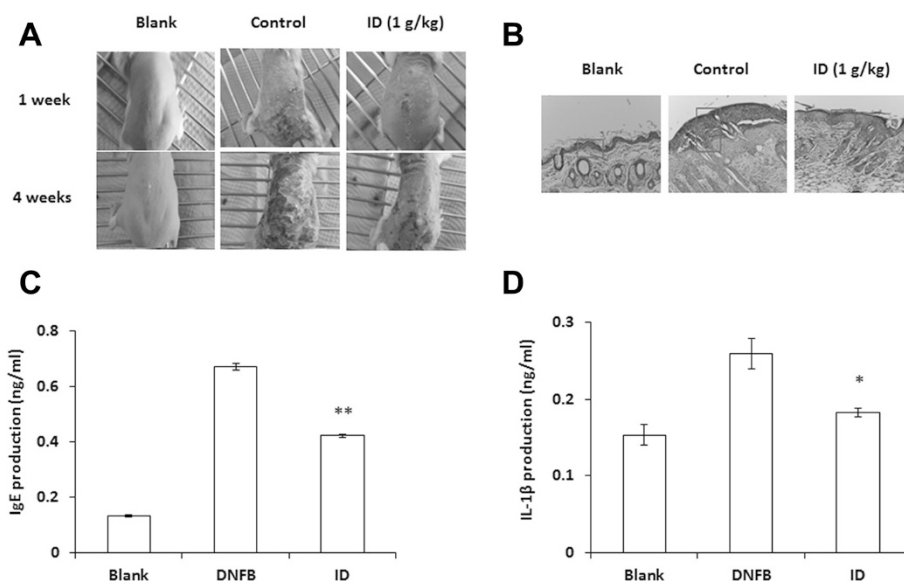 A
Blank
Control
ID (1 g/kg)
1 week
4 weeks
B
Blank
Control
ID (1 g/kg)
C
IgE production (ng/ml)
0.8
0.6
0.4
0.2
0
**
Blank
DNFB
ID
D
IL-1β production (ng/ml)
0.3
0.2
0.1
0
*
Blank
DNFB
ID